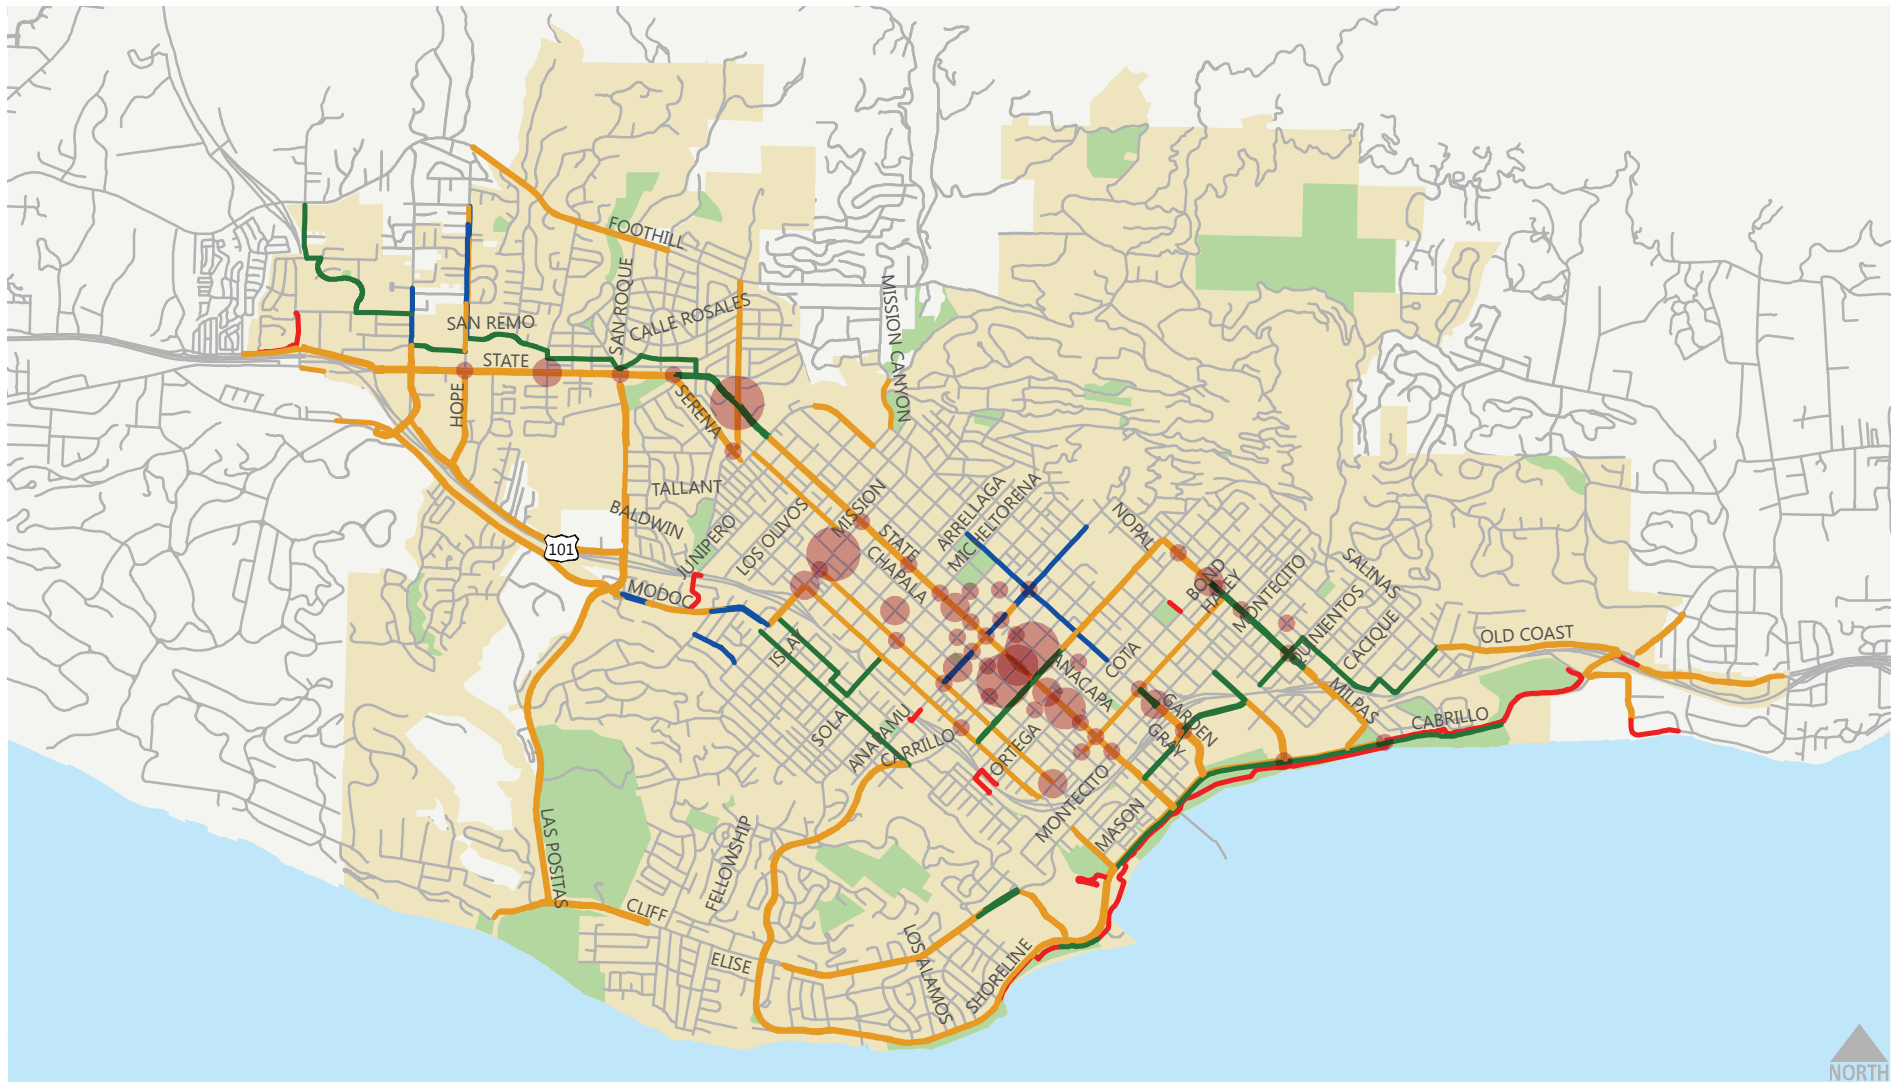 FOOTHILL
SAN ROQUE
MISSION CANYON
CALLE ROSALES
SAN REMO
STATE
HOPE
SERENA
TALLANT
BALDWIN
101
JUNIPERO
LOS OLIVOS
MISSION
STATE
CHAPALA
ARRELLAGA
MICHELTORENA
NOPAL
BOND
HALEY
MONTECITO
SALINAS
QUINIENTOS
CACIQUE
OLD COAST
MODOC
ISLAY
ANACAPA
COTA
MILPAS
CABRILLO
GARDEN
GRAY
SOLA
ANAPAMU
CARRILLO
ORTEGA
MONTECITO
MASON
LAS POSITAS
FELLOWSHIP
CLIFF
ELISE
LOS ALAMOS
SHORELINE
NORTH